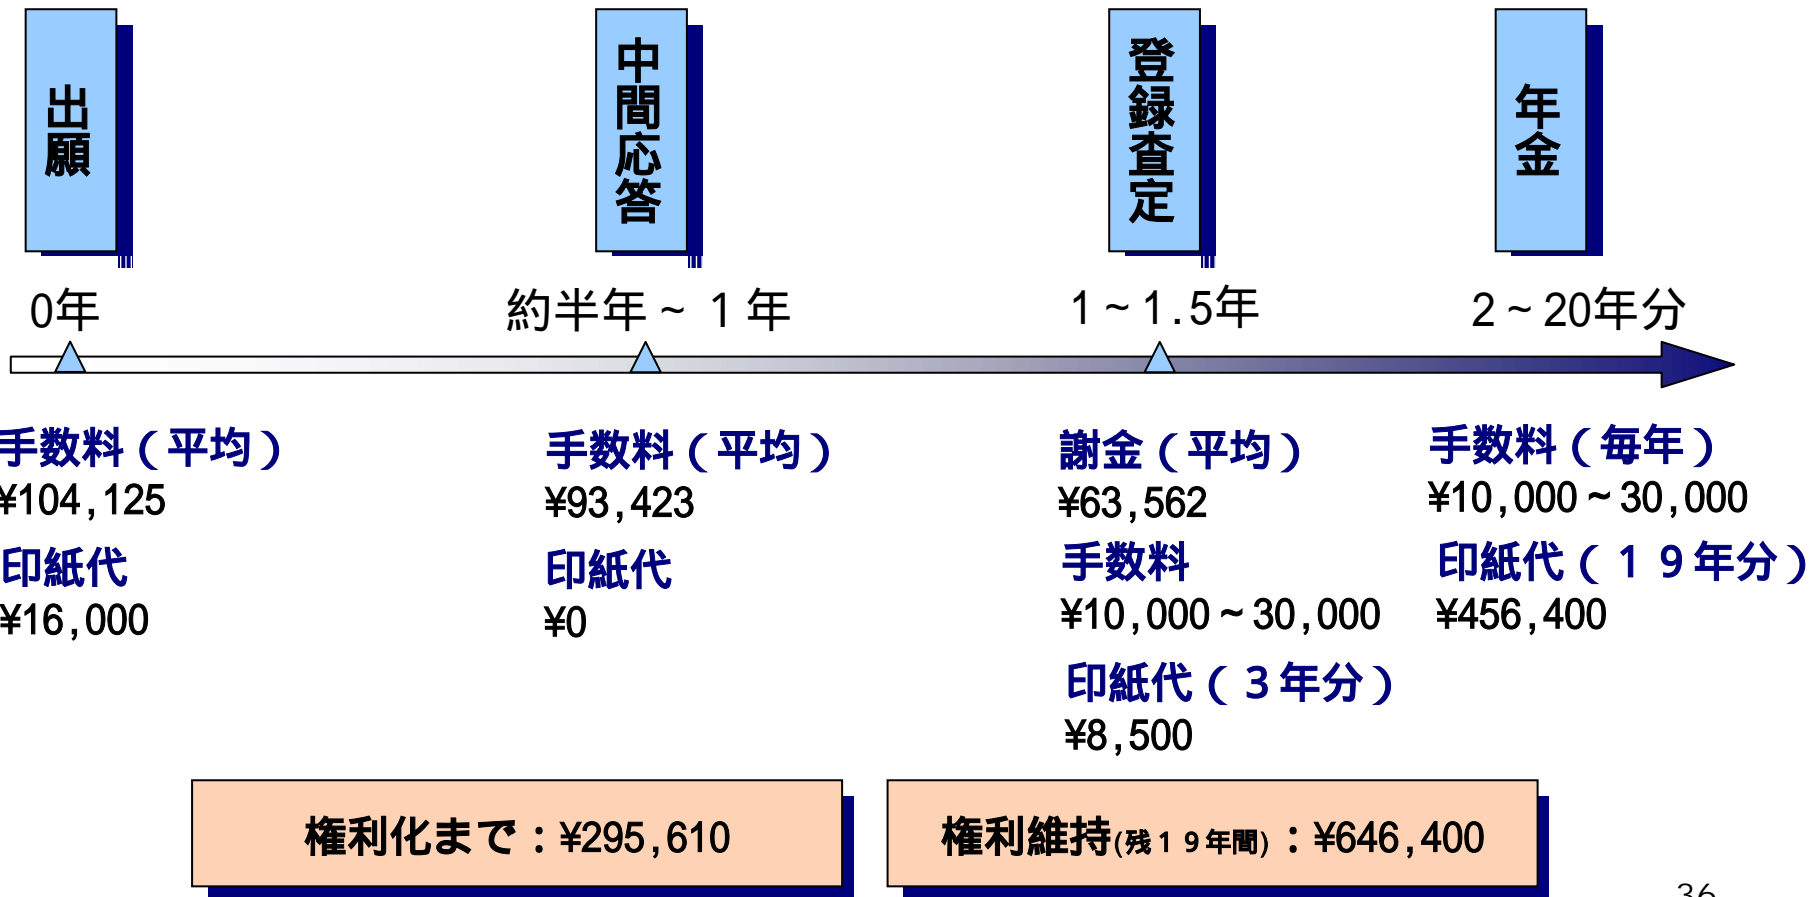 出願
中間応答
登録査定
年金
0年
約半年~1年
1~1.5年
2~20年分
手数料(平均)
¥104,125
印紙代
¥16,000
手数料(平均)
¥93,423
印紙代
¥0
謝金(平均)
¥63,562
手数料
¥10,000~30,000
印紙代(3年分)
¥8,500
手数料(毎年)
¥10,000~30,000
印紙代(19年分)
¥456,400
権利化まで:¥295,610
権利維持(残19年間):¥646,400
36